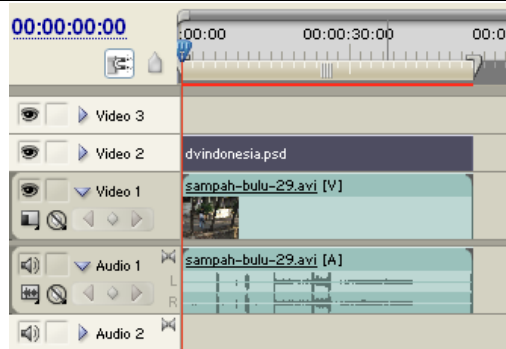 00:00:00:00
:00:00 00:00:30:00 00:0
Video 3
Video 2 dvindonesia.psd
Video 1 sampah-bulu-29.avi [V]
Audio 1 sampah-bulu-29.avi [A]
L
R
Audio 2